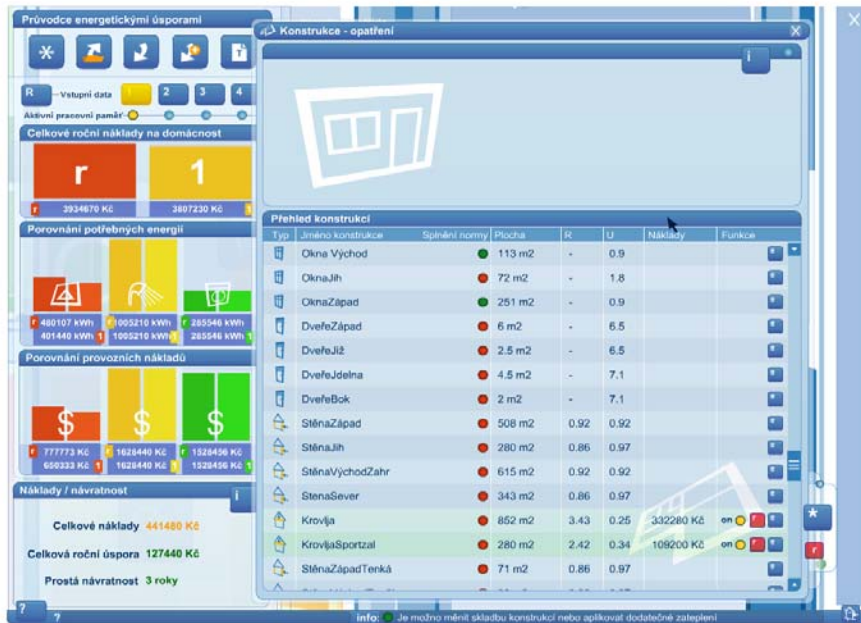 Průvodce energetickými úsporami
R Vstupní data 1 2 3 4
Aktivní pracovní paměť
Celkové roční náklady na domácnost
r 1
r 3934670 Kč 3807230 Kč 1
Porovnání potřebných energií
r 480107 kWh r 1005210 kWh r 285546 kWh
401440 kWh 1 1005210 kWh 1 285546 kWh 1
Porovnání provozních nákladů
$ $ $
r 777773 Kč r 1628440 Kč r 1528456 Kč
650333 Kč 1 1628440 Kč 1 1528456 Kč 1
Náklady / návratnost i
Celkové náklady 441480 Kč
Celková roční úspora 127440 Kč
Prostá návratnost 3 roky
? ?
Konstrukce - opatření X
i
Přehled konstrukcí
Typ Jméno konstrukce Splnění normy Plocha R U Náklady Funkce
Okna Východ 113 m2 - 0.9
OknaJih 72 m2 - 1.8
OknaZápad 251 m2 - 0.9
DveřeZápad 6 m2 - 6.5
DveřeJiž 2.5 m2 - 6.5
DveřeJdelna 4.5 m2 - 7.1
DveřeBok 2 m2 - 7.1
StěnaZápad 508 m2 0.92 0.92
StěnaJih 280 m2 0.86 0.97
StěnaVýchodZahr 615 m2 0.92 0.92
StenaSever 343 m2 0.86 0.97
Krovlja 852 m2 3.43 0.25 332280 Kč on
KrovljaSportzal 280 m2 2.42 0.34 109200 Kč on
StěnaZápadTenká 71 m2 0.86 0.97
X
*
r
info: Je možno měnit skladbu konstrukcí nebo aplikovat dodatečné zateplení